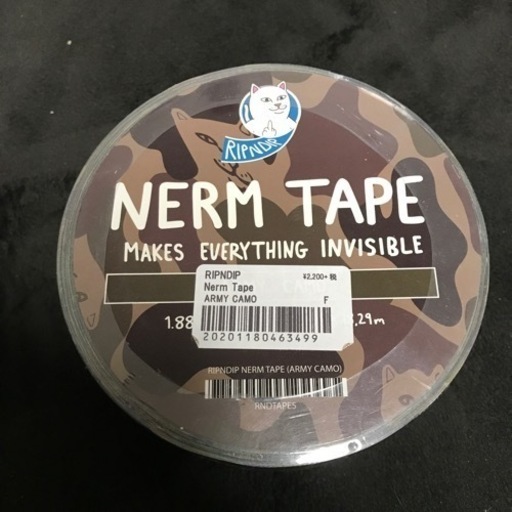 RIPNDIP
NERM TAPE
MAKES EVERYTHING INVISIBLE
RIPNDIP ¥2,200+税
Nerm Tape
ARMY CAMO F
1.88
.29m
20201180463499
RIPNDIP NERM TAPE (ARMY CAMO)
RNDTAPES